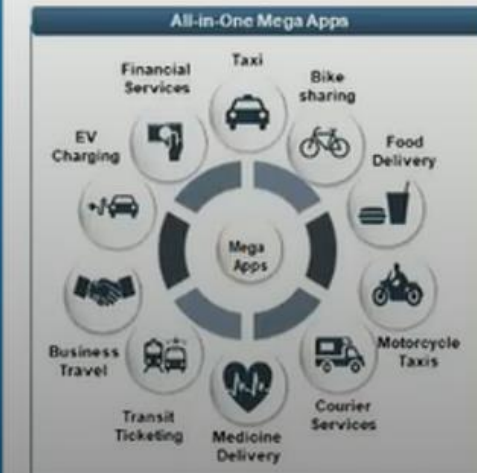 All-in-One Mega Apps
Taxi
Bike
sharing
Food
Delivery
Motorcycle
Taxis
Courier
Services
Medicine
Delivery
Transit
Ticketing
Business
Travel
EV
Charging
Financial
Services
Mega
Apps